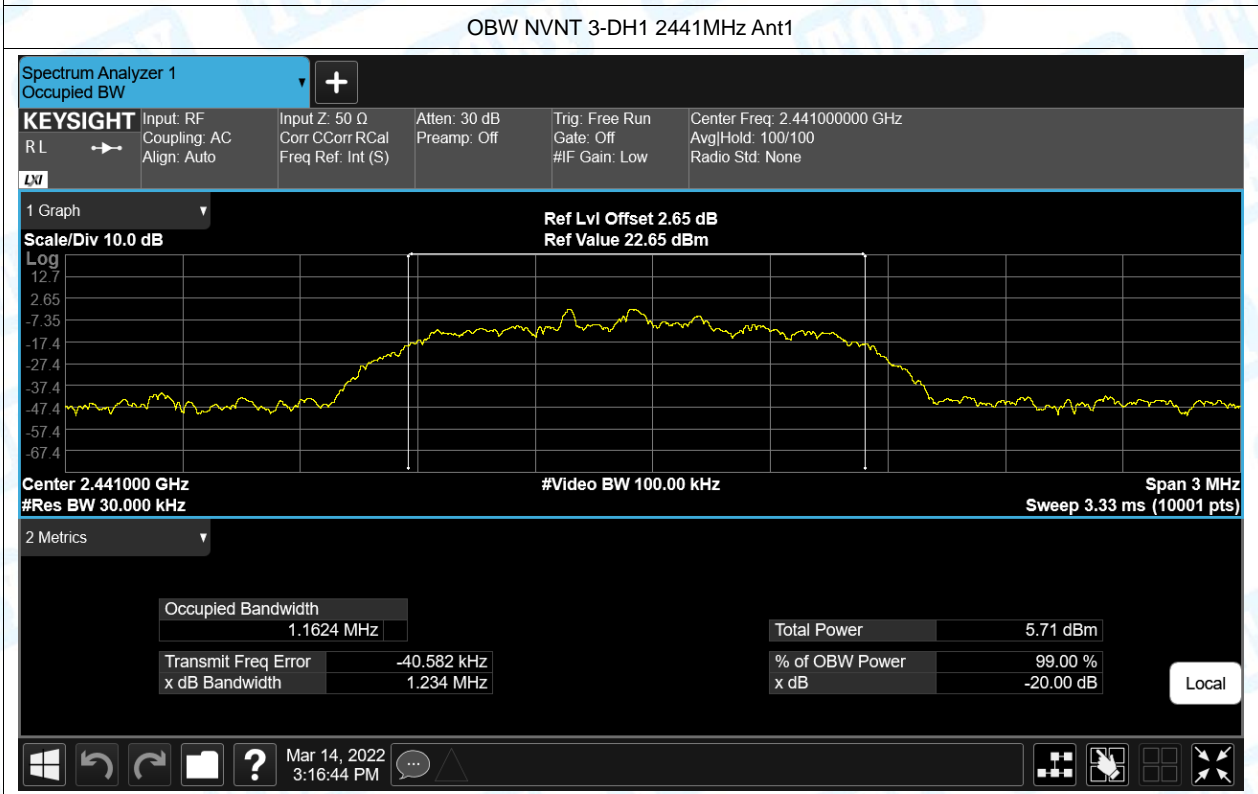 OBW NVNT 3-DH1 2441MHz Ant1
Spectrum Analyzer 1
Occupied BW
KEYSIGHT
R L
LXI
Input: RF
Coupling: AC
Align: Auto
Input Z: 50 Ω
Corr CCorr RCal
Freq Ref: Int (S)
Atten: 30 dB
Preamp: Off
Trig: Free Run
Gate: Off
#IF Gain: Low
Center Freq: 2.441000000 GHz
Avg|Hold: 100/100
Radio Std: None
1 Graph
Scale/Div 10.0 dB
Ref Lvl Offset 2.65 dB
Ref Value 22.65 dBm
Log
12.7
2.65
-7.35
-17.4
-27.4
-37.4
-47.4
-57.4
-67.4
Center 2.441000 GHz
#Res BW 30.000 kHz
#Video BW 100.00 kHz
Span 3 MHz
Sweep 3.33 ms (10001 pts)
2 Metrics
Occupied Bandwidth
1.1624 MHz
Transmit Freq Error -40.582 kHz
x dB Bandwidth 1.234 MHz
Total Power 5.71 dBm
% of OBW Power 99.00 %
x dB -20.00 dB
Local
?
Mar 14, 2022
3:16:44 PM